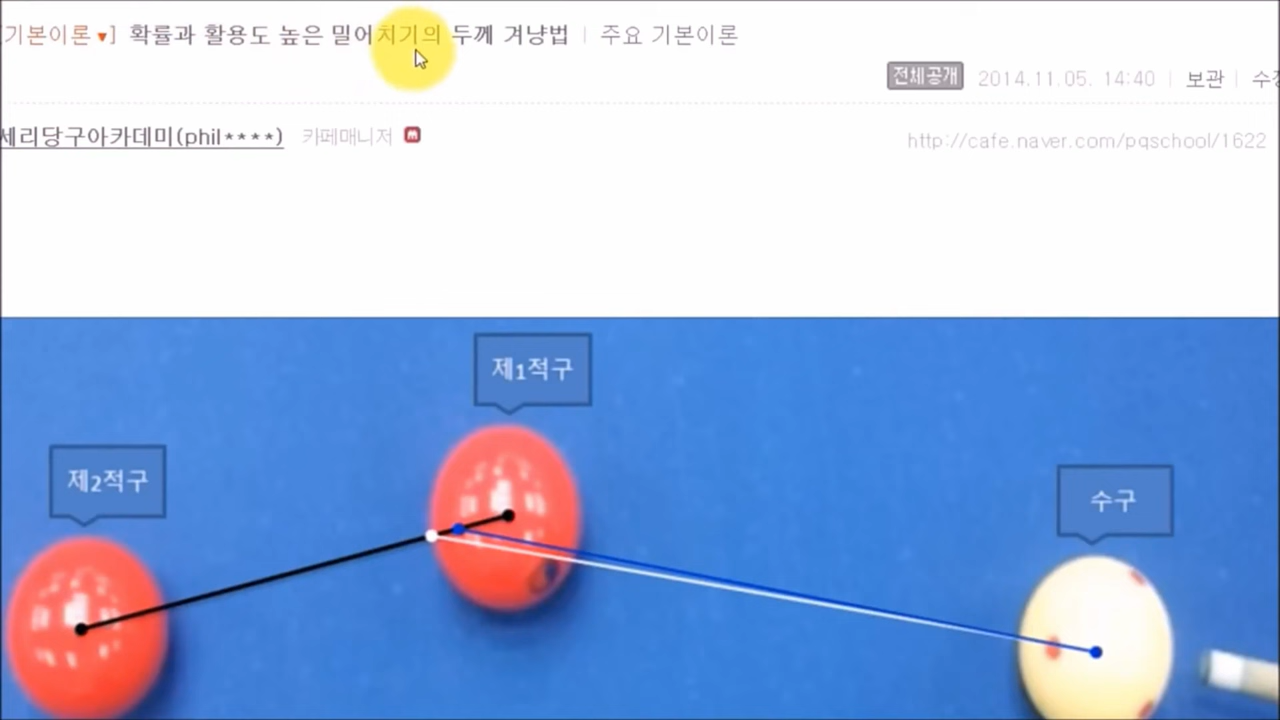 기본이론 ▾] 확률과 활용도 높은 밀어치기의 두께 겨냥법 | 주요 기본이론
전체공개 2014.11.05. 14:40 | 보관 |
세리당구아카데미(phil****) 카페매니저
http://cafe.naver.com/pqschool/1622
제1적구
제2적구
수구